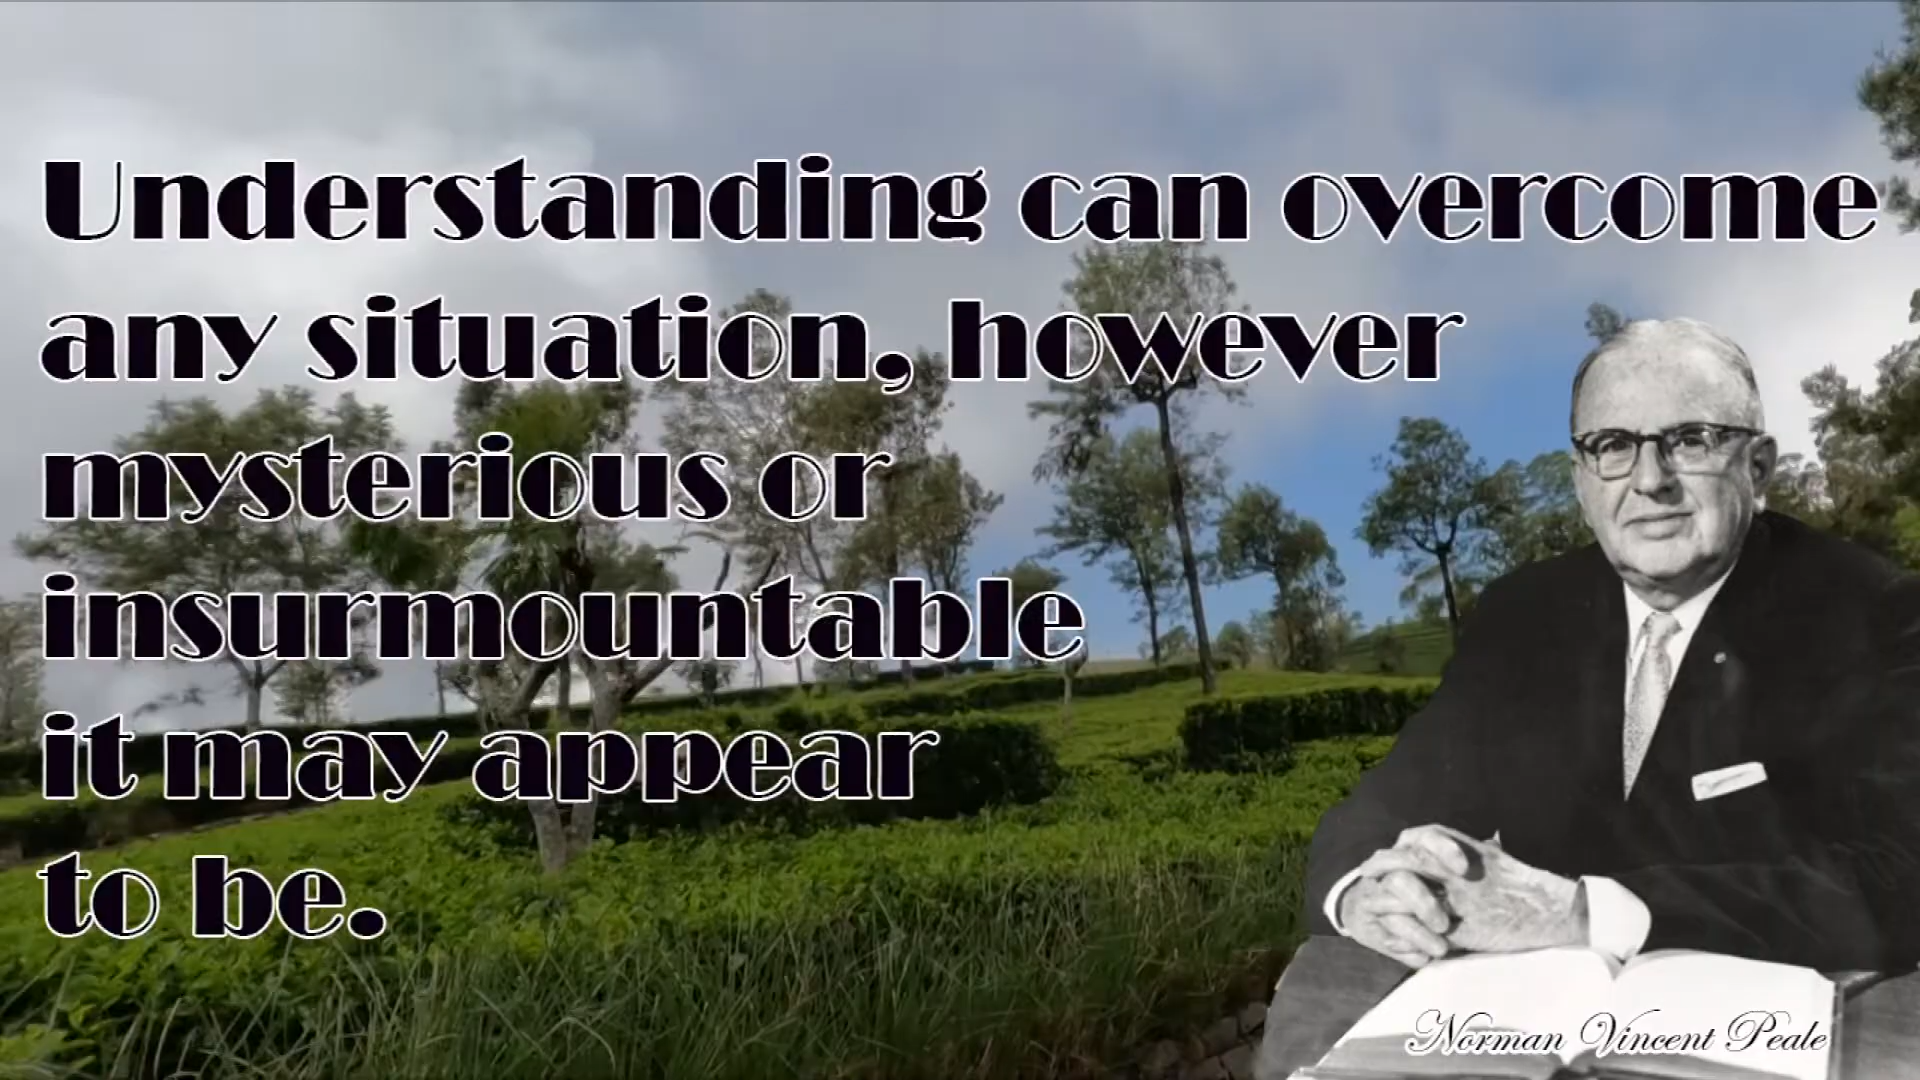 Understanding can overcome
any situation, however
mysterious or
insurmountable
it may appear
to be.
Norman Vincent Peale